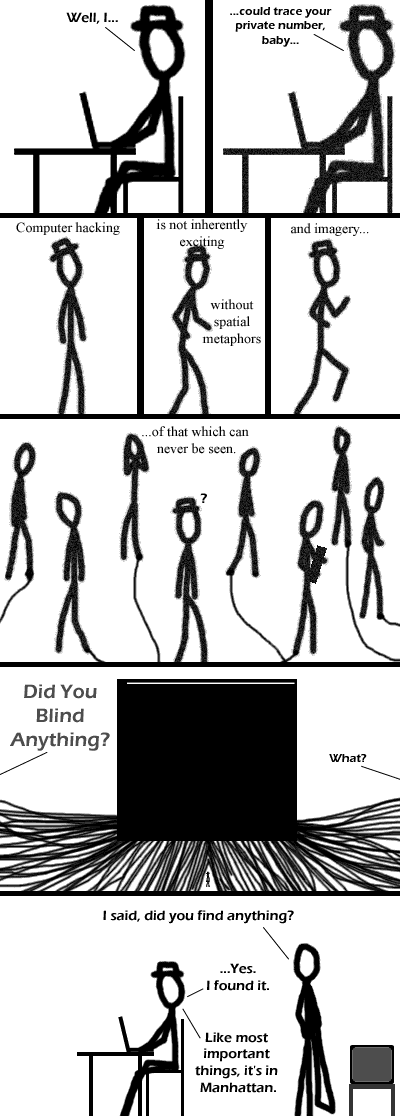 Well, I...
...could trace your
private number,
baby...
Computer hacking
is not inherently
exciting
without
spatial
metaphors
and imagery...
...of that which can
never be seen.
?
Did You
Blind
Anything?
What?
I said, did you find anything?
...Yes.
I found it.
Like most
important
things, it's in
Manhattan.